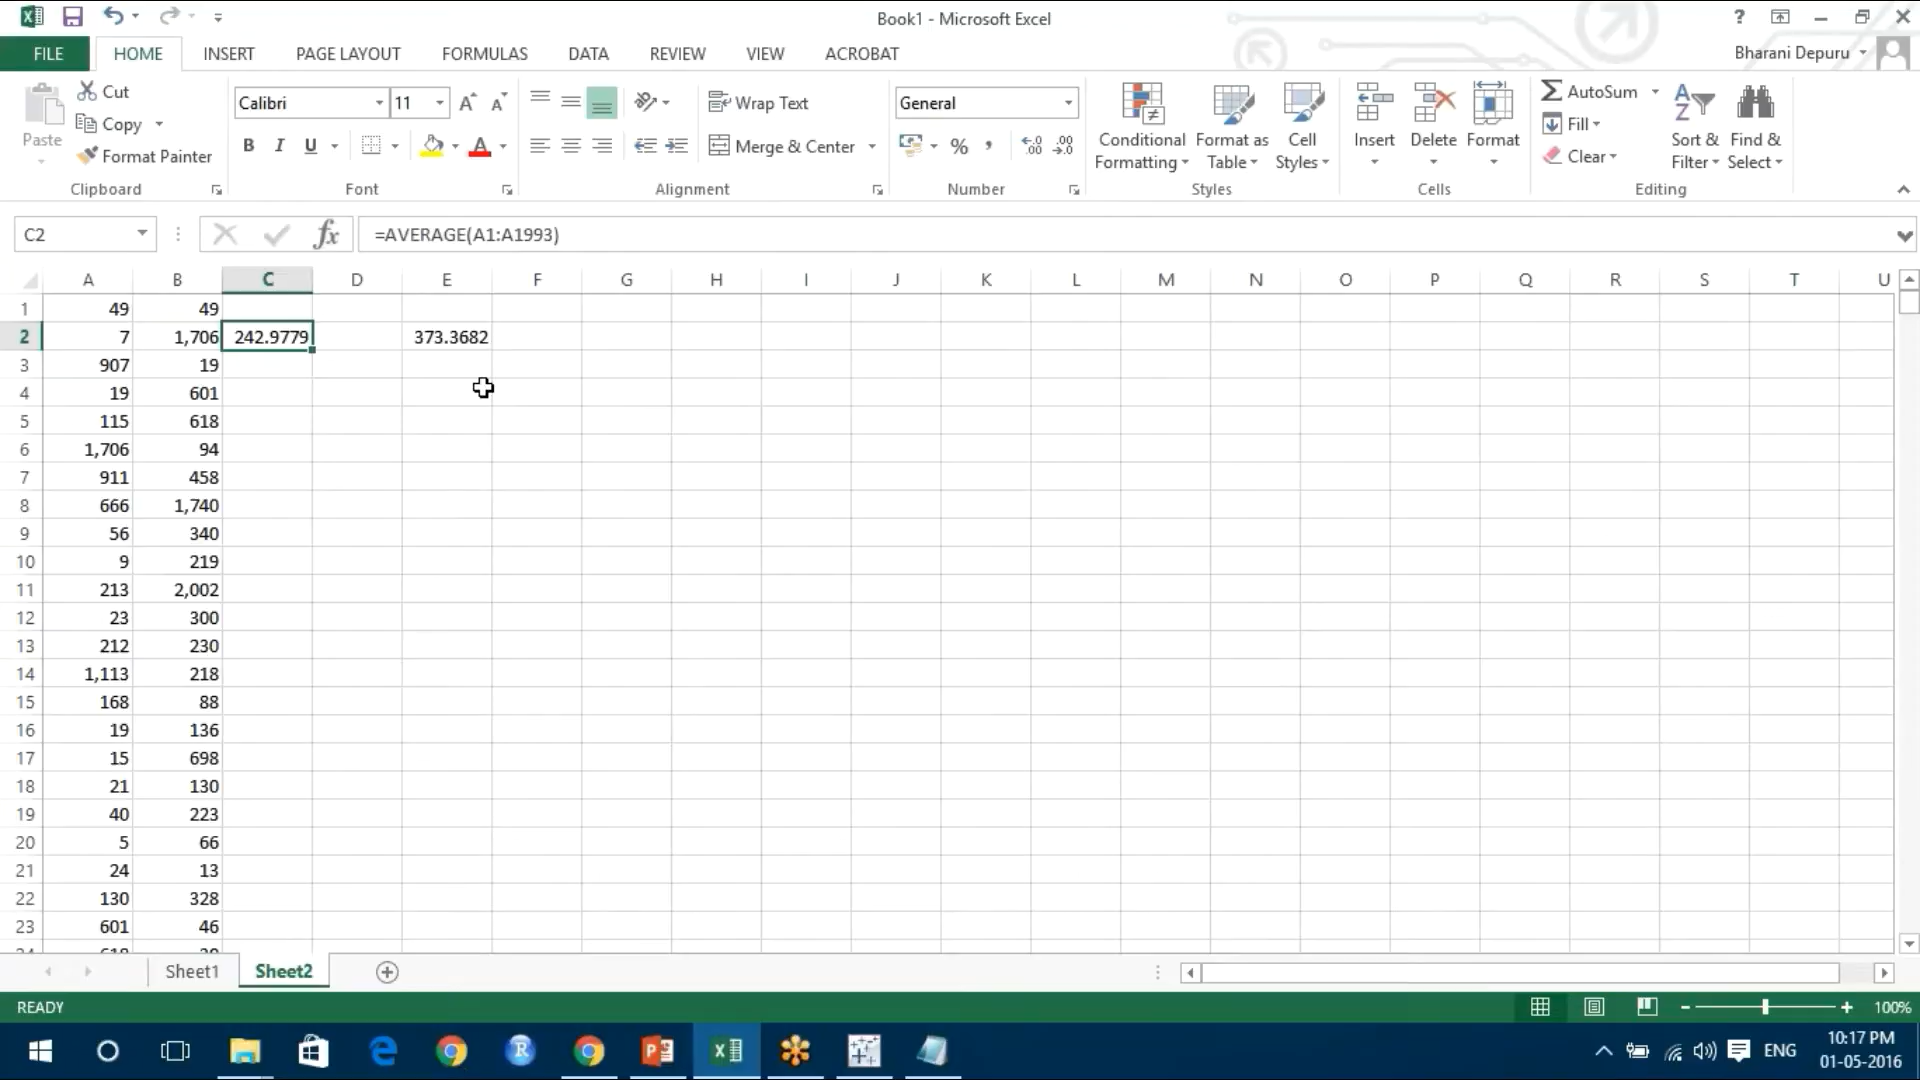 Book1 - Microsoft Excel
?
FILE HOME INSERT PAGE LAYOUT FORMULAS DATA REVIEW VIEW ACROBAT
Bharani Depuru
Paste
Cut
Copy
Format Painter
Clipboard
Calibri 11
B I U
Font
Wrap Text
Merge & Center
Alignment
General
%
Number
Conditional Formatting
Format as Table
Cell Styles
Styles
Insert
Delete
Format
Cells
AutoSum
Fill
Clear
Sort & Filter
Find & Select
Editing
C2 fx =AVERAGE(A1:A1993)
A B C D E F G H I J K L M N O P Q R S T U
1 49 49
2 7 1,706 242.9779 373.3682
3 907 19
4 19 601
5 115 618
6 1,706 94
7 911 458
8 666 1,740
9 56 340
10 9 219
11 213 2,002
12 23 300
13 212 230
14 1,113 218
15 168 88
16 19 136
17 15 698
18 21 130
19 40 223
20 5 66
21 24 13
22 130 328
23 601 46
Sheet1 Sheet2
READY
100%
ENG
10:17 PM
01-05-2016